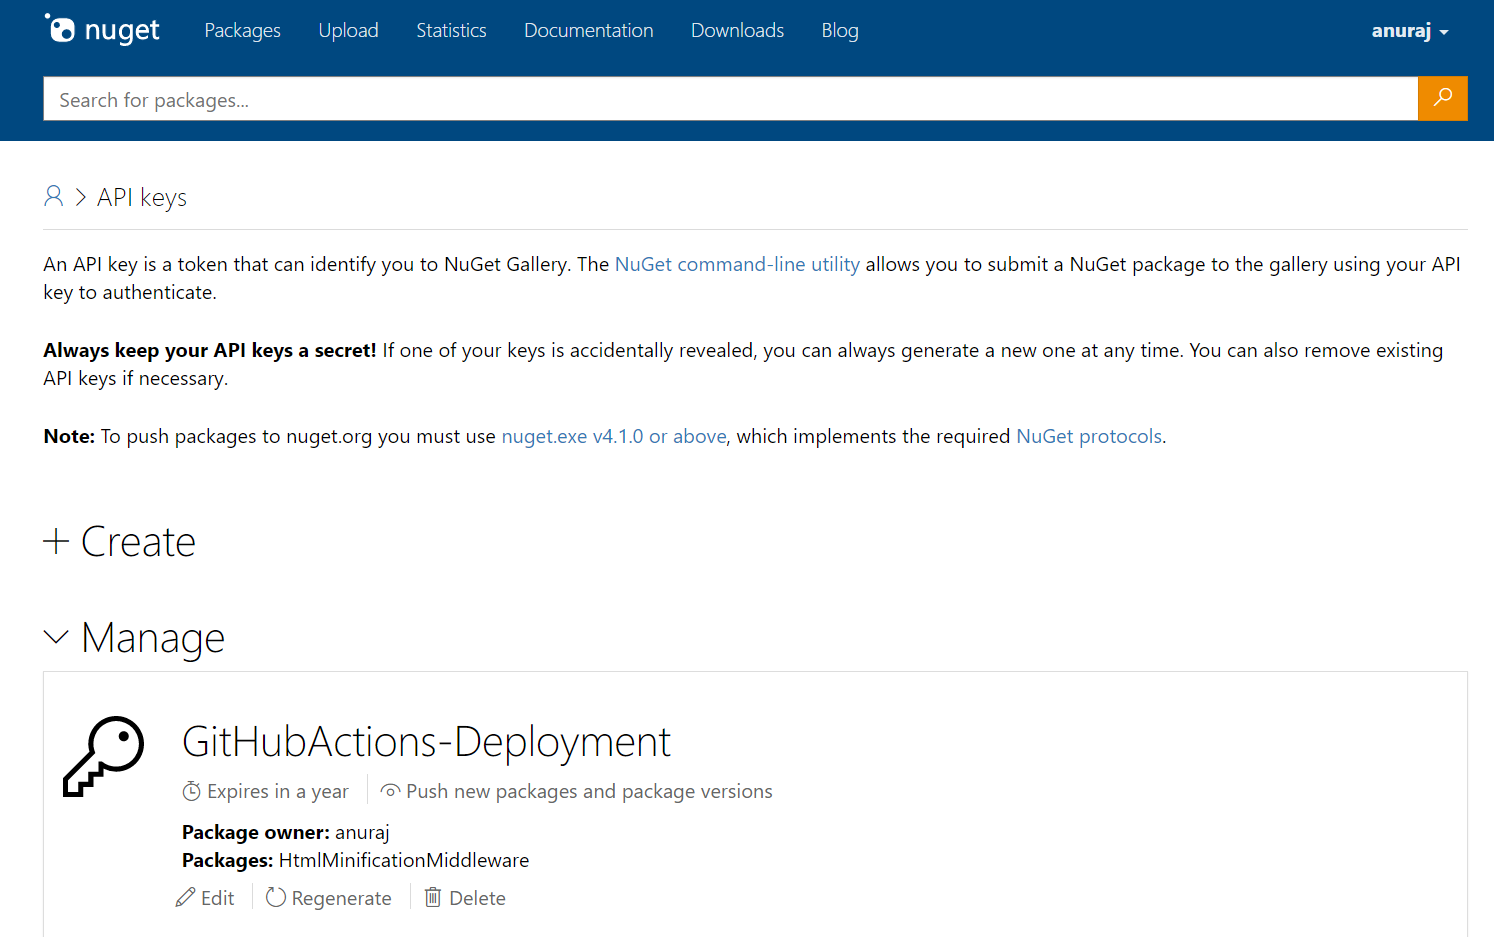 nuget Packages Upload Statistics Documentation Downloads Blog anuraj
Search for packages...
API keys
An API key is a token that can identify you to NuGet Gallery. The NuGet command-line utility allows you to submit a NuGet package to the gallery using your API
key to authenticate.
Always keep your API keys a secret! If one of your keys is accidentally revealed, you can always generate a new one at any time. You can also remove existing
API keys if necessary.
Note: To push packages to nuget.org you must use nuget.exe v4.1.0 or above, which implements the required NuGet protocols.
Create
Manage
GitHubActions-Deployment
Expires in a year Push new packages and package versions
Package owner: anuraj
Packages: HtmlMinificationMiddleware
Edit Regenerate Delete